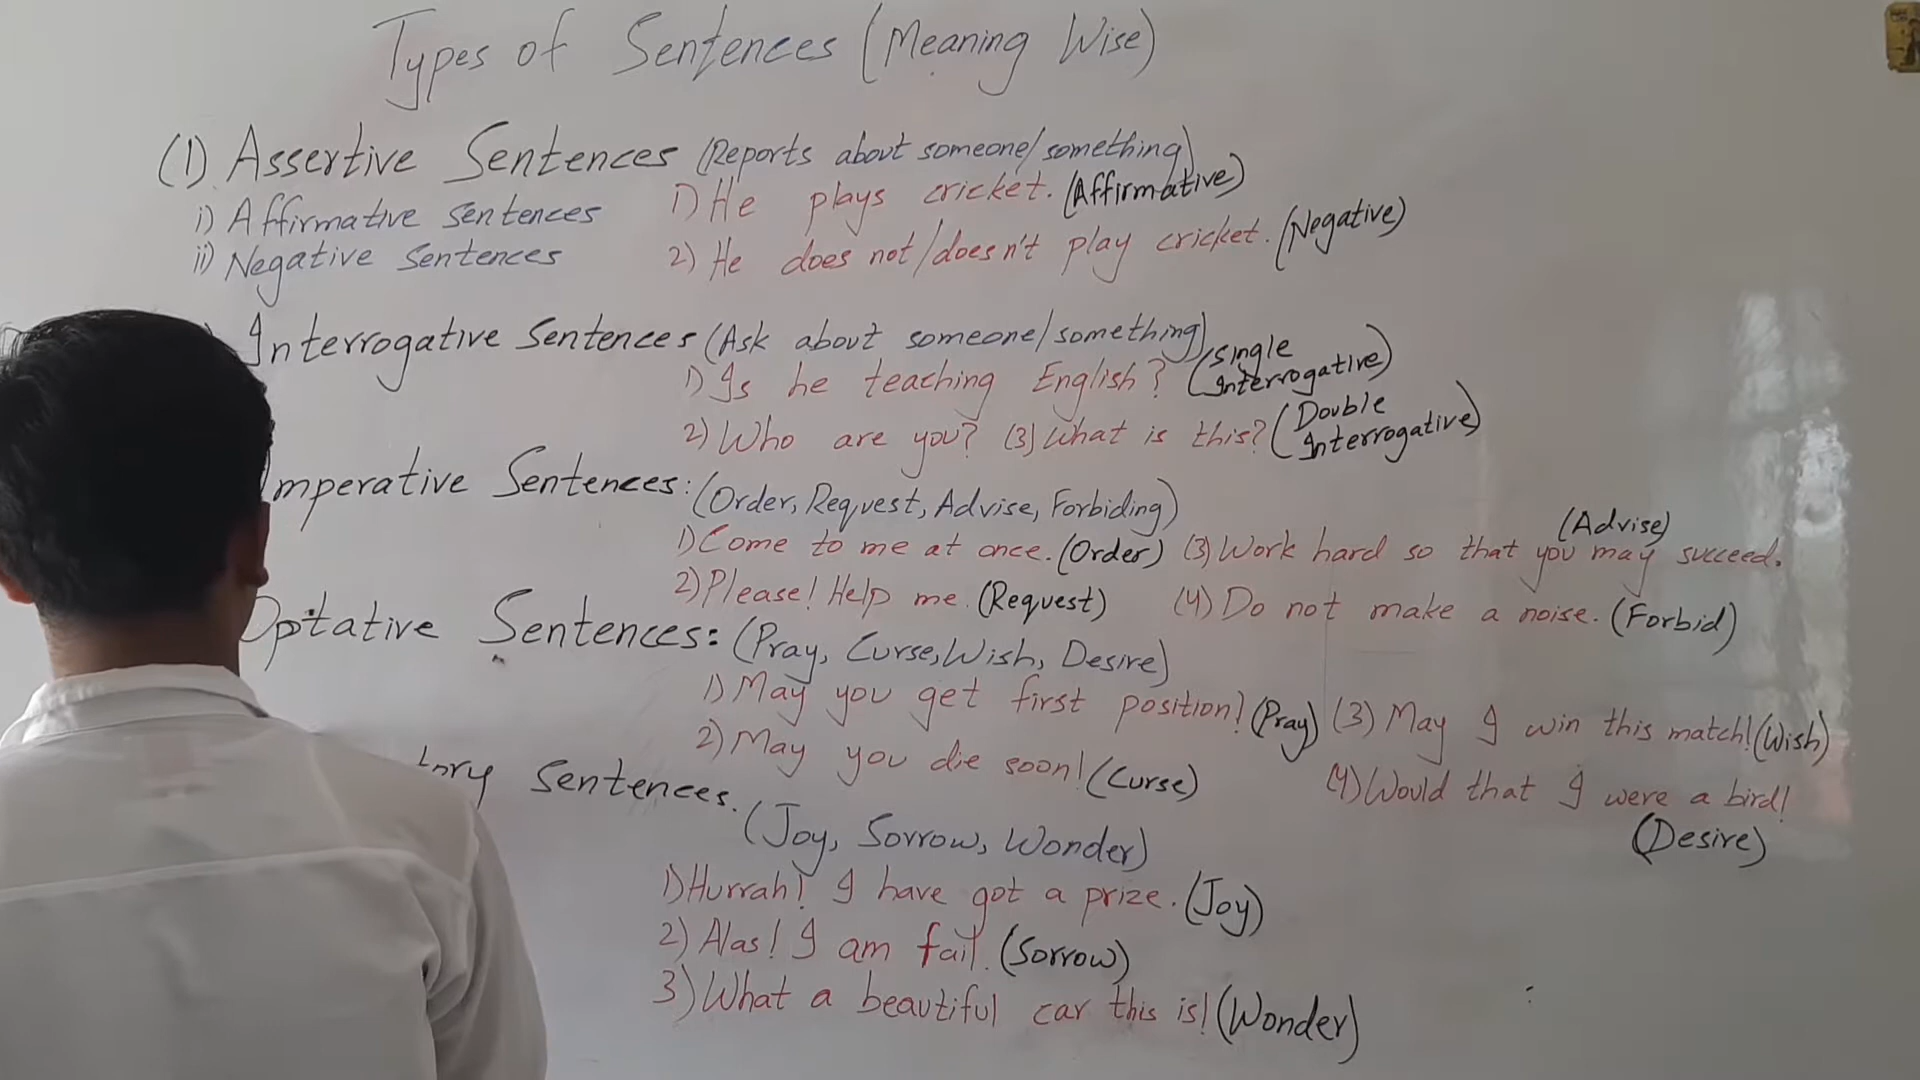 Types of Sentences (Meaning Wise)
(1) Assertive Sentences (Reports about someone/something)
i) Affirmative sentences 1) He plays cricket. (Affirmative)
ii) Negative sentences 2) He does not/doesn't play cricket. (Negative)
Interrogative Sentences (Ask about someone/something)
1) Is he teaching English? (Single Interrogative)
2) Who are you? (3) What is this? (Double Interrogative)
Imperative Sentences: (Order, Request, Advise, Forbiding)
1) Come to me at once. (Order) (3) Work hard so that you may succeed. (Advise)
2) Please! Help me. (Request) (4) Do not make a noise. (Forbid)
Optative Sentences: (Pray, Curse, Wish, Desire)
1) May you get first position! (Pray) (3) May I win this match! (Wish)
2) May you die soon! (Curse) (4) Would that I were a bird! (Desire)
tory Sentences.
(Joy, Sorrow, Wonder)
1) Hurrah! I have got a prize. (Joy)
2) Alas! I am fail. (Sorrow)
3) What a beautiful car this is! (Wonder)